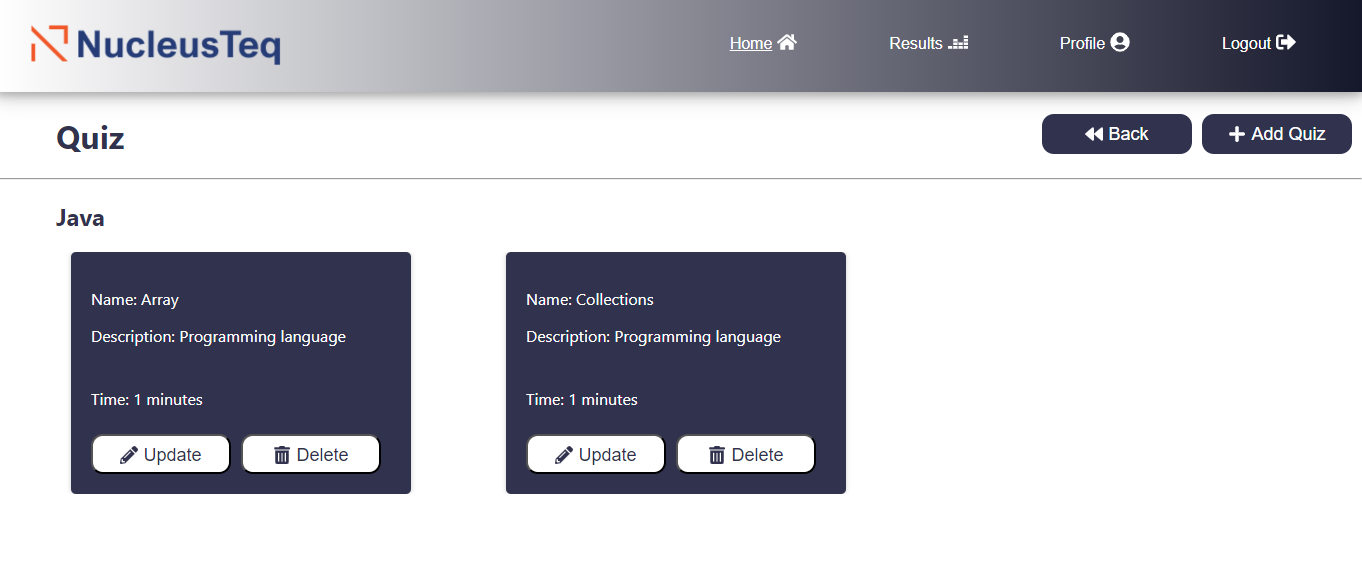 NucleusTeq
Home
Results
Profile
Logout
Quiz
Back
Add Quiz
Java
Name: Array
Description: Programming language
Time: 1 minutes
Update
Delete
Name: Collections
Description: Programming language
Time: 1 minutes
Update
Delete